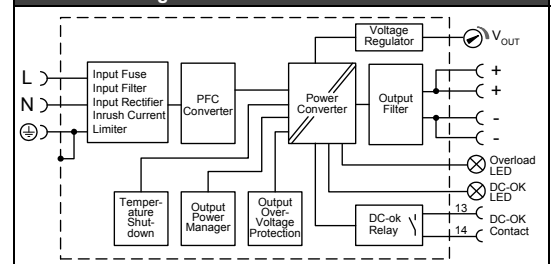 Voltage
Regulator
VOUT
L
N
Input Fuse
Input Filter
Input Rectifier
Inrush Current
Limiter
PFC
Converter
Power
Converter
Output
Filter
+
+
-
-
Overload
LED
DC-OK
LED
Temper-
ature
Shut-
down
Output
Power
Manager
Output
Over-
Voltage
Protection
DC-ok
Relay
13
14
DC-OK
Contact